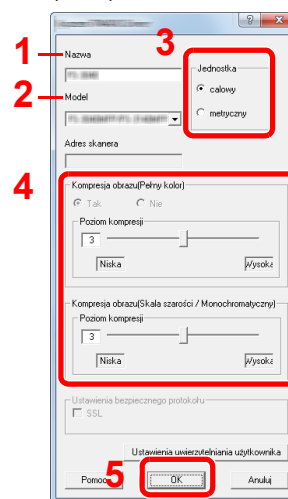 1
Nazwa
3
Jednostka
calowy
metryczny
2
Model
Adres skanera
4
Kompresja obrazu(Pełny kolor)
Tak Nie
Poziom kompresji
3
Niska Wysoka
Kompresja obrazu(Skala szarości / Monochromatyczny)
Poziom kompresji
3
Niska Wysoka
Ustawienia bezpiecznego protokołu
SSL
Ustawienia uwierzytelniania użytkownika
5
Pomoc OK Anuluj